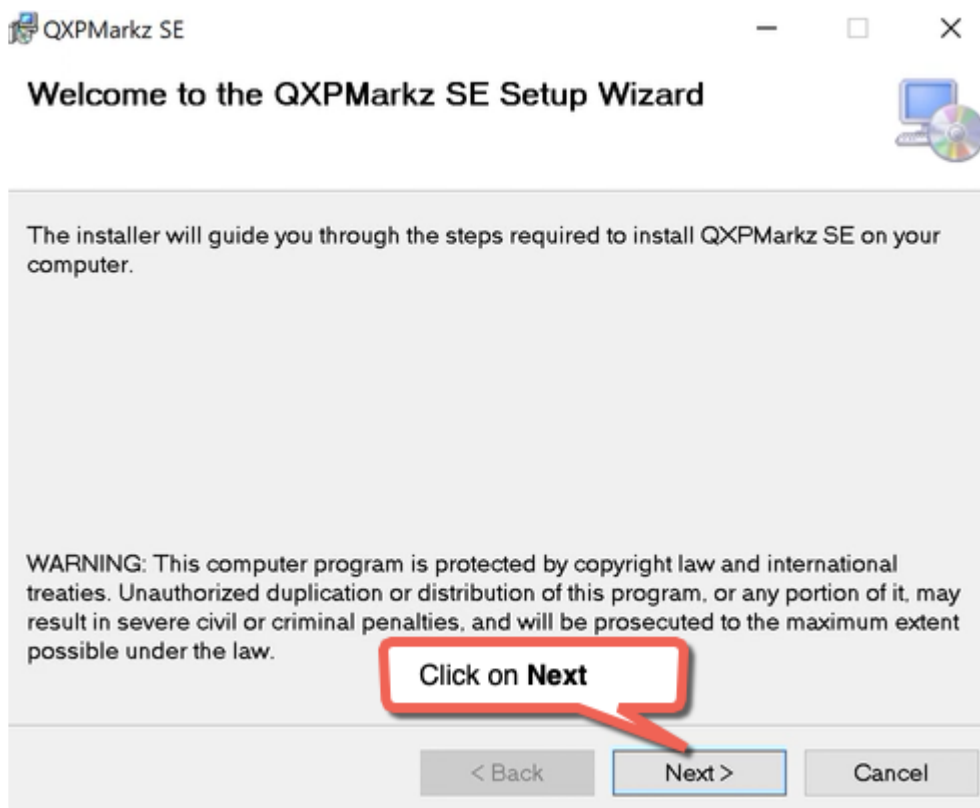 QXPMarkz SE
Welcome to the QXPMarkz SE Setup Wizard
The installer will guide you through the steps required to install QXPMarkz SE on your
computer.
WARNING: This computer program is protected by copyright law and international
treaties. Unauthorized duplication or distribution of this program, or any portion of it, may
result in severe civil or criminal penalties, and will be prosecuted to the maximum extent
possible under the law.
Click on Next
< Back
Next >
Cancel